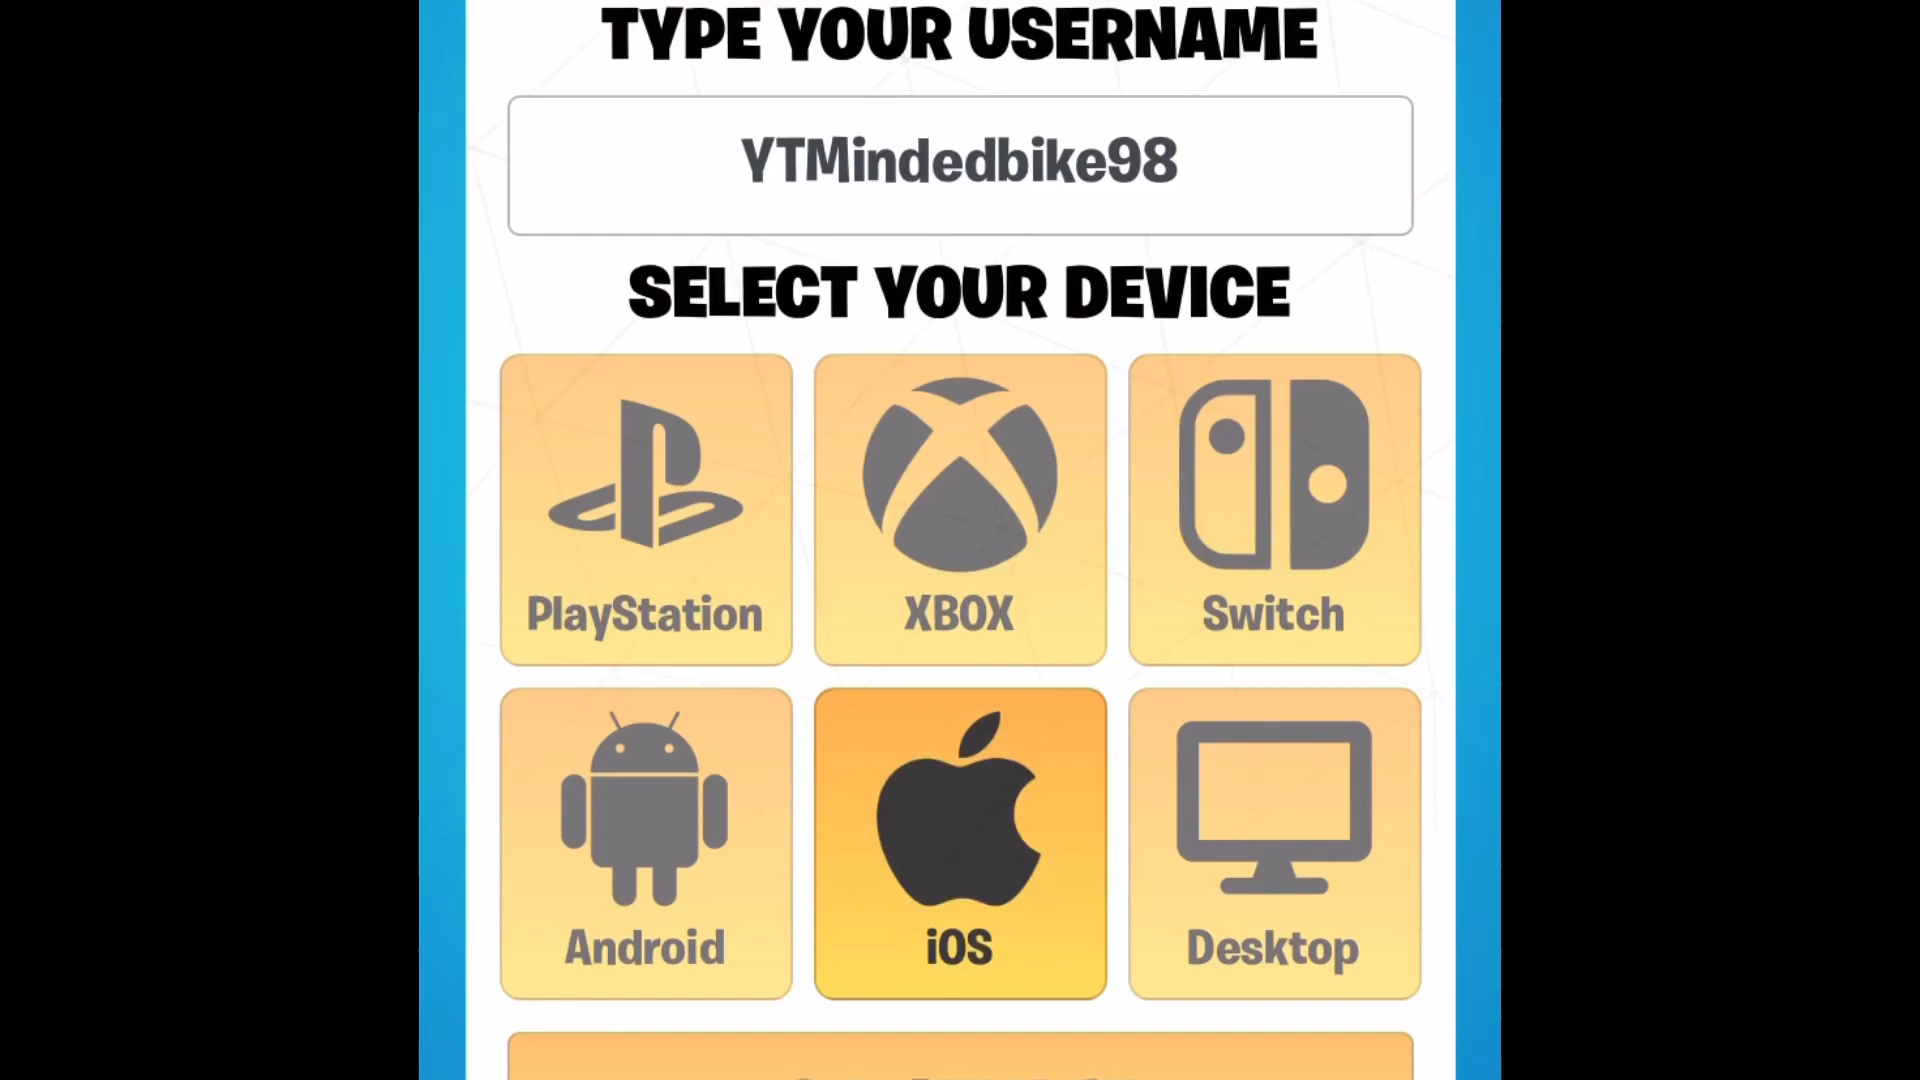 TYPE YOUR USERNAME
YTMindedbike98
SELECT YOUR DEVICE
PlayStation
XBOX
Switch
Android
iOS
Desktop